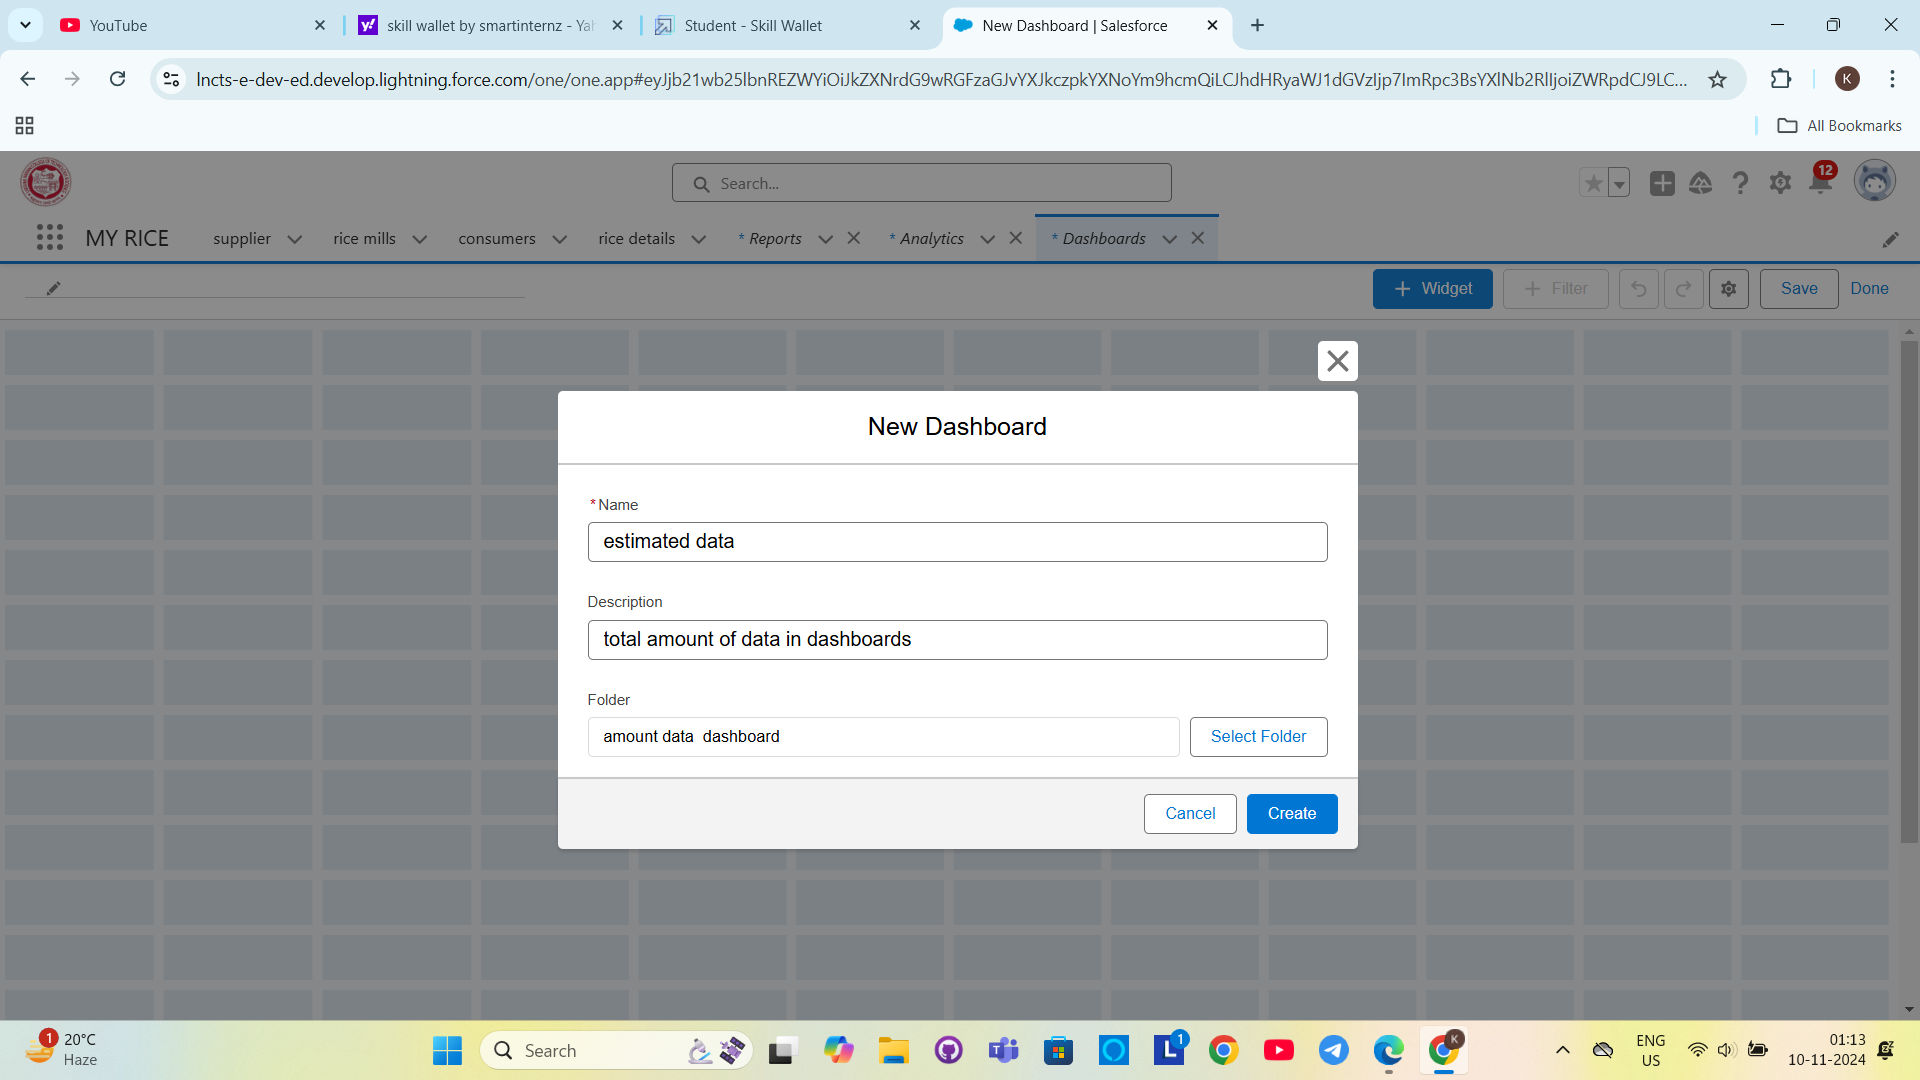 YouTube
skill wallet by smartinternz - Yah
Student - Skill Wallet
New Dashboard | Salesforce
lncts-e-dev-ed.develop.lightning.force.com/one/one.app#eyJjb21wb25lbnREZWYiOiJkZXNrdG9wRGFzaGJvYXJkczpkYXNoYm9hcmQiLCJhdHRyaWJ1dGVzIjp7ImRpc3BsYXlNb2RlIjoiZWRpdCJ9LC...
K
All Bookmarks
Search...
12
MY RICE
supplier
rice mills
consumers
rice details
* Reports
* Analytics
* Dashboards
+ Widget
+ Filter
Save
Done
New Dashboard
*Name
estimated data
Description
total amount of data in dashboards
Folder
amount data  dashboard
Select Folder
Cancel
Create
1
20°C
Haze
Search
L
1
K
ENG
US
01:13
10-11-2024